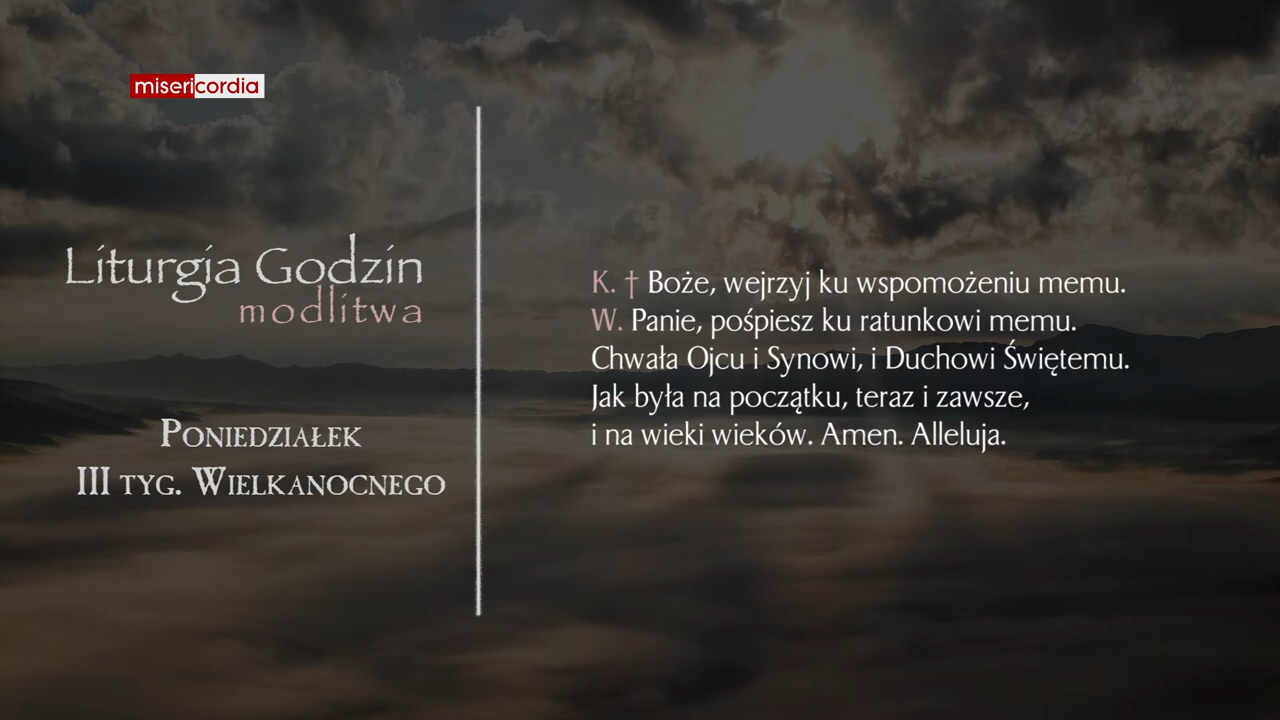 misericordia
Liturgia Godzin
modlitwa
Poniedziałek
III tyg. Wielkanocnego
K. † Boże, wejrzyj ku wspomożeniu memu.
W. Panie, pośpiesz ku ratunkowi memu.
Chwała Ojcu i Synowi, i Duchowi Świętemu.
Jak była na początku, teraz i zawsze,
i na wieki wieków. Amen. Alleluja.